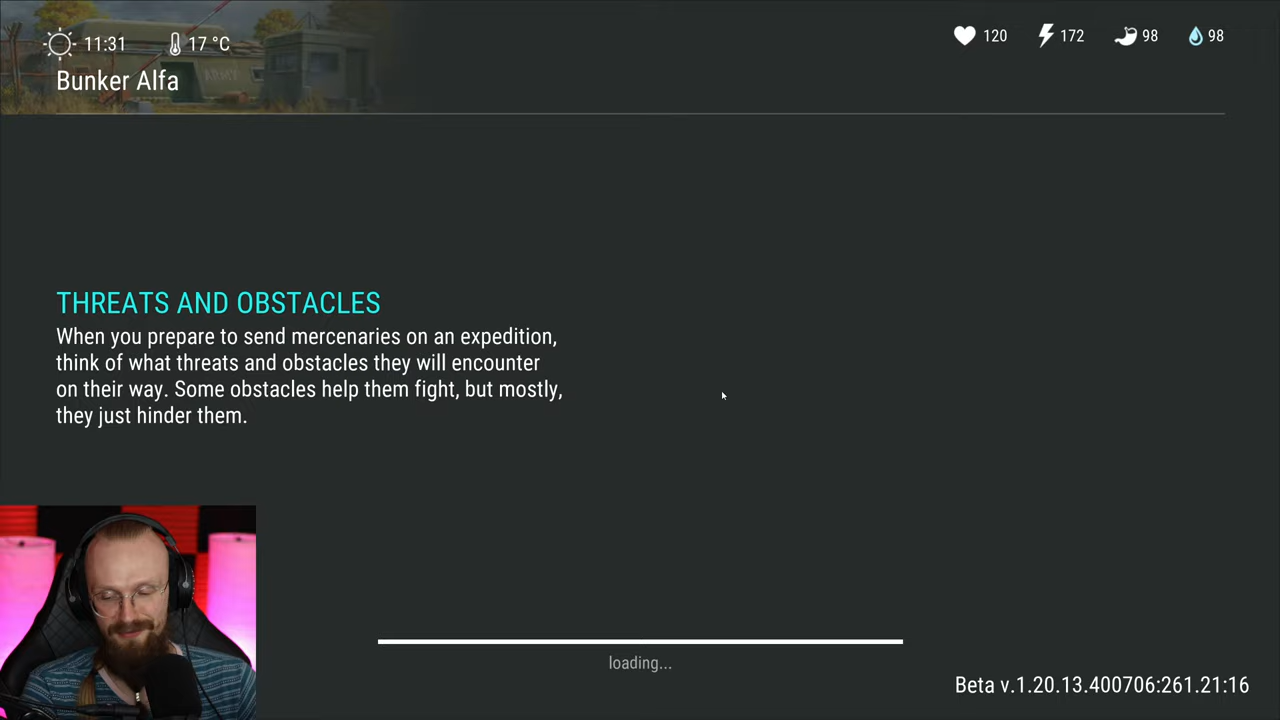 11:31 17 °C
120 172 98 98
Bunker Alfa
THREATS AND OBSTACLES
When you prepare to send mercenaries on an expedition,
think of what threats and obstacles they will encounter
on their way. Some obstacles help them fight, but mostly,
they just hinder them.
loading...
Beta v.1.20.13.400706:261.21:16